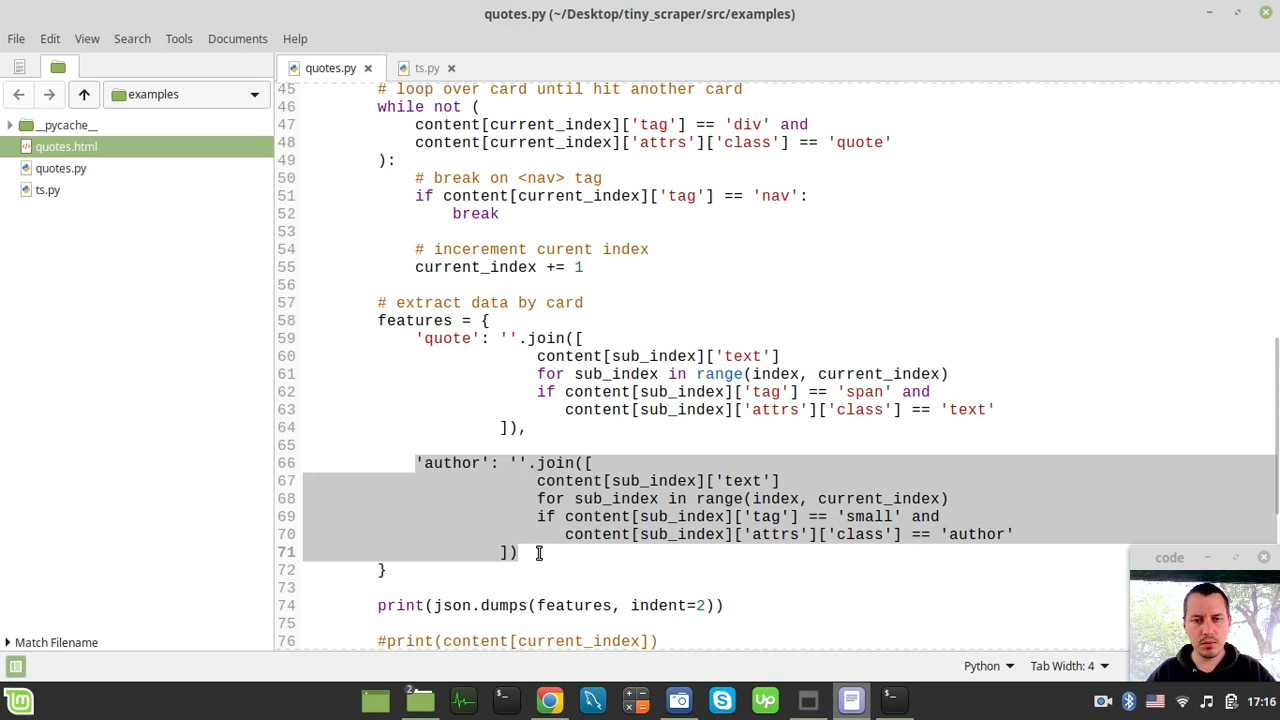 quotes.py (~/Desktop/tiny_scraper/src/examples)
File Edit View Search Tools Documents Help
quotes.py
ts.py
examples
__pycache__
quotes.html
quotes.py
ts.py
45 # loop over card until hit another card
46 while not (
47 content[current_index]['tag'] == 'div' and
48 content[current_index]['attrs']['class'] == 'quote'
49 ):
50 # break on <nav> tag
51 if content[current_index]['tag'] == 'nav':
52 break
53
54 # incerement curent index
55 current_index += 1
56
57 # extract data by card
58 features = {
59 'quote': ''.join([
60 content[sub_index]['text']
61 for sub_index in range(index, current_index)
62 if content[sub_index]['tag'] == 'span' and
63 content[sub_index]['attrs']['class'] == 'text'
64 ]),
65
66 'author': ''.join([
67 content[sub_index]['text']
68 for sub_index in range(index, current_index)
69 if content[sub_index]['tag'] == 'small' and
70 content[sub_index]['attrs']['class'] == 'author'
71 ])
72 }
73
74 print(json.dumps(features, indent=2))
75
76 #print(content[current_index])
code
Match Filename
Python Tab Width: 4
2
Up
17:16